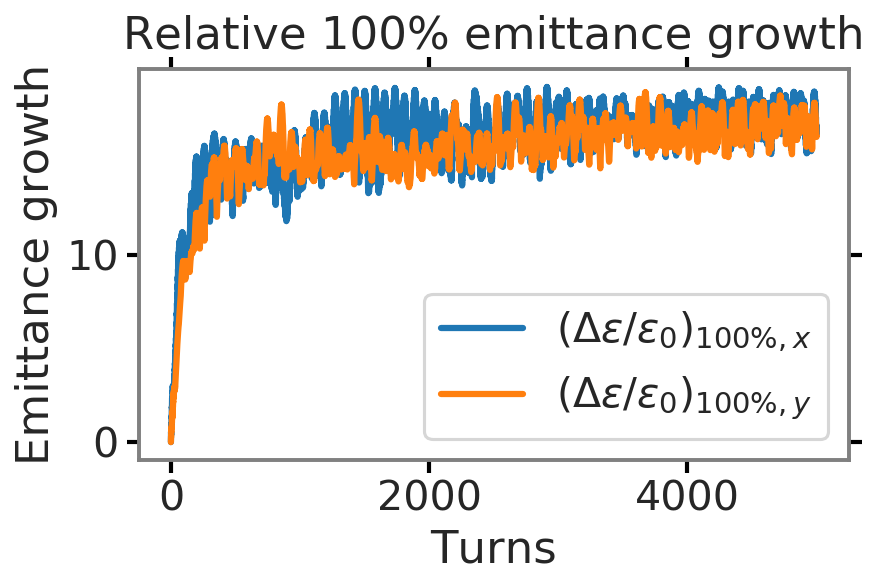 Relative 100% emittance growth
Emittance growth
10
0
(Δε/ε₀)₁₀₀%,ₓ
(Δε/ε₀)₁₀₀%,y
0 2000 4000
Turns